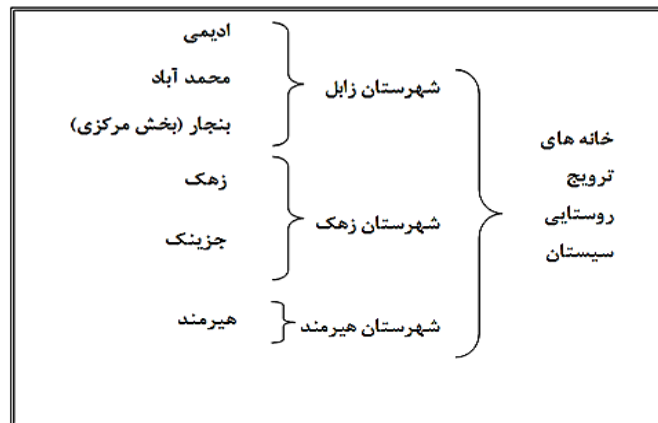 خانه های
ترویج
روستایی
سیستان
شهرستان زابل
ادیمی
محمد آباد
بنجار (بخش مرکزی)
شهرستان زهک
زهک
جزینک
شهرستان هیرمند
هیرمند